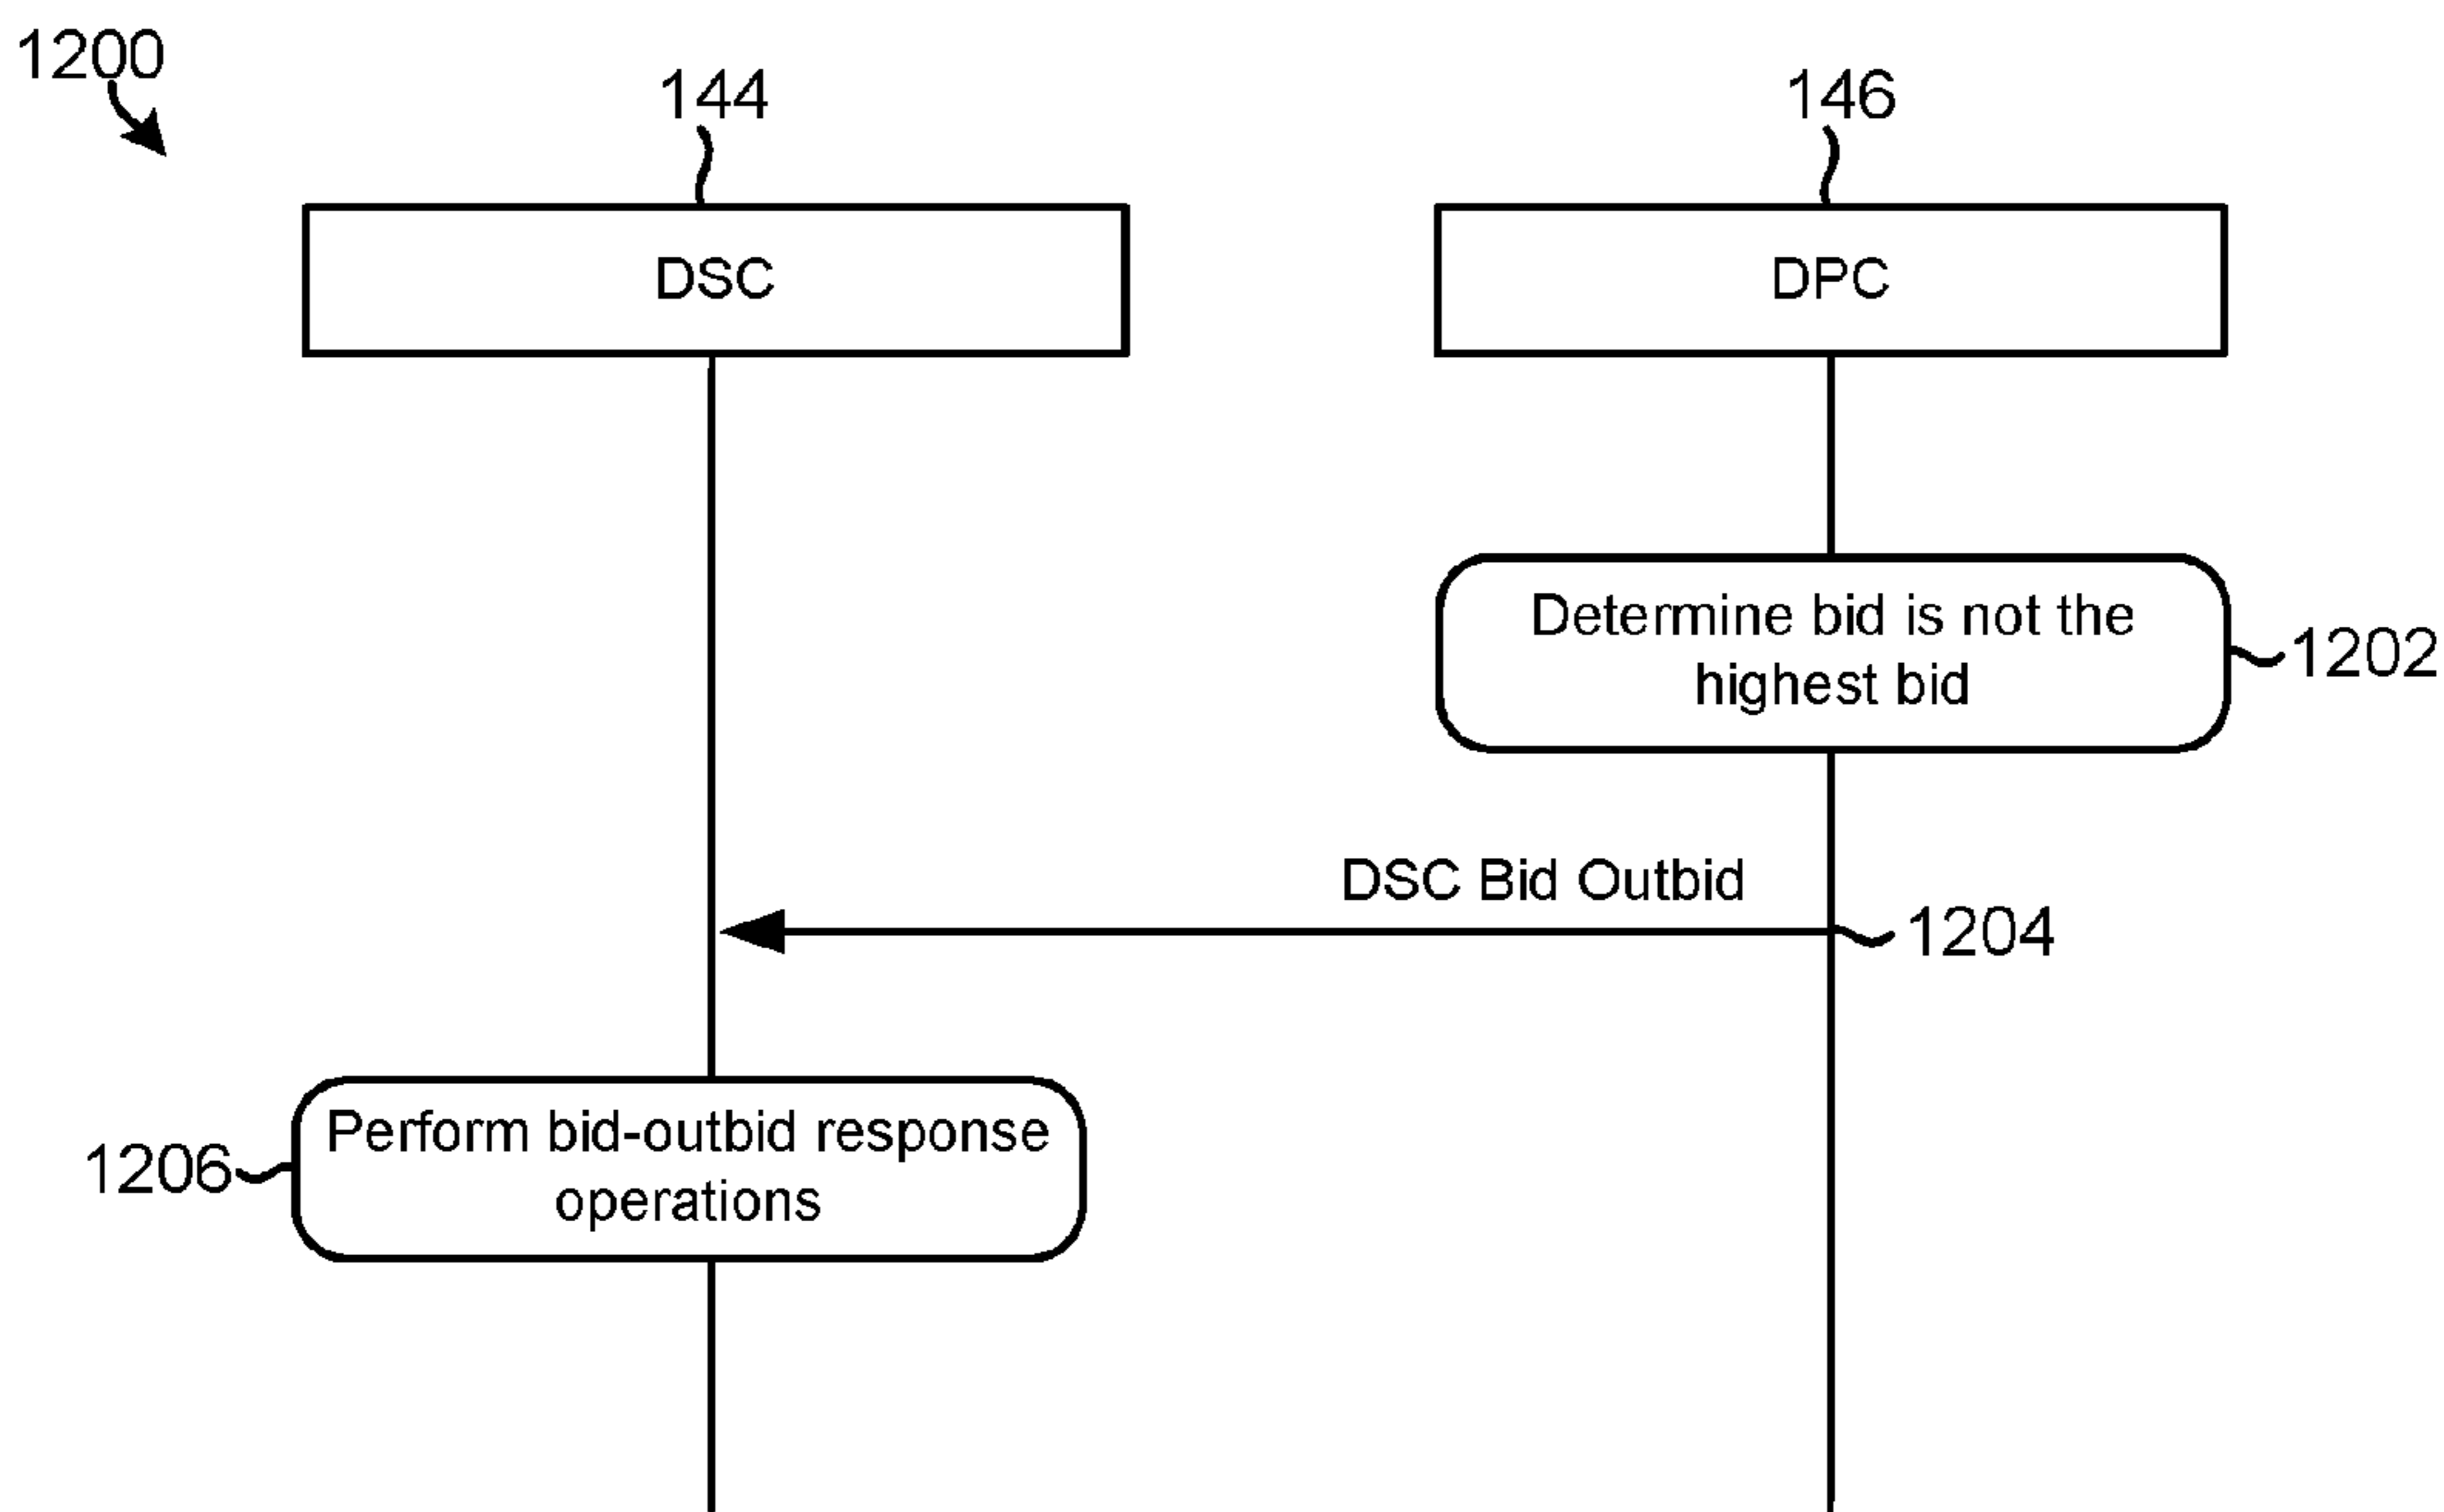 1200
144
146
DSC
DPC
Determine bid is not the
highest bid
1202
DSC Bid Outbid
1204
Perform bid-outbid response
operations
1206